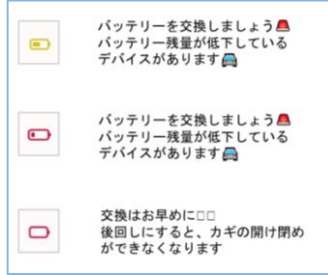 バッテリーを交換しましょう🚨
バッテリー残量が低下している
デバイスがあります🚘
バッテリーを交換しましょう🚨
バッテリー残量が低下している
デバイスがあります🚘
交換はお早めに□□
後回しにすると、カギの開け閉め
ができなくなります